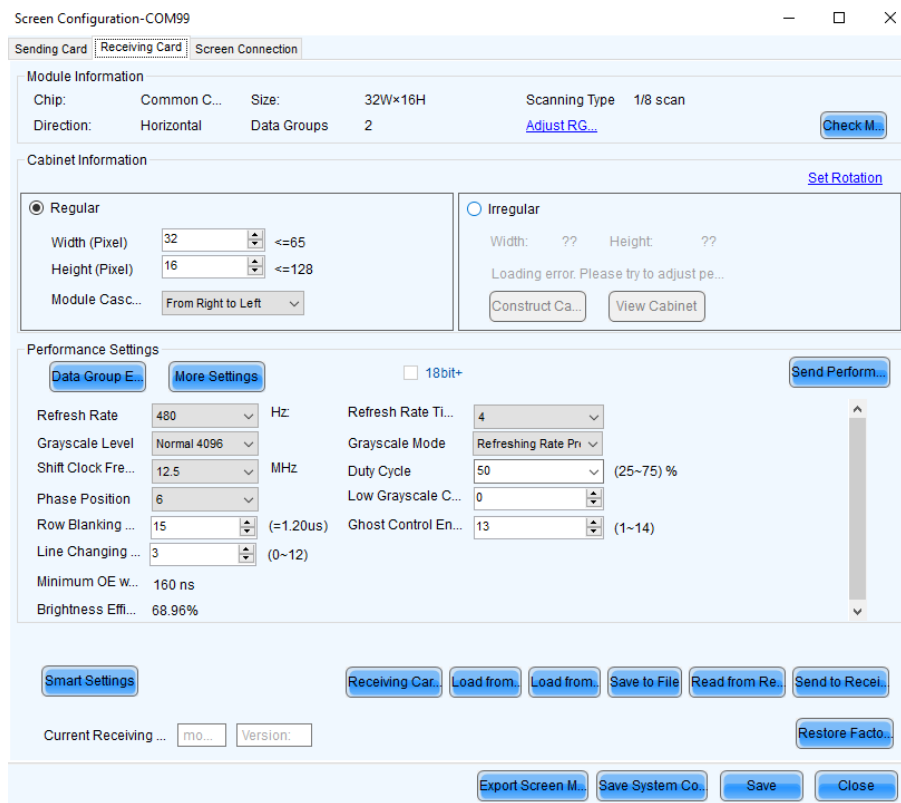 Screen Configuration-COM99
Sending Card Receiving Card Screen Connection
Module Information
Chip: Common C... Size: 32W×16H Scanning Type 1/8 scan
Direction: Horizontal Data Groups 2 Adjust RG... Check M...
Cabinet Information
Set Rotation
Regular Irregular
Width (Pixel) 32 <=65 Width: ?? Height: ??
Height (Pixel) 16 <=128 Loading error. Please try to adjust pe...
Module Casc... From Right to Left Construct Ca... View Cabinet
Performance Settings
Data Group E... More Settings 18bit+ Send Perform...
Refresh Rate 480 Hz: Refresh Rate Ti... 4
Grayscale Level Normal 4096 Grayscale Mode Refreshing Rate Pri
Shift Clock Fre... 12.5 MHz Duty Cycle 50 (25~75) %
Phase Position 6 Low Grayscale C... 0
Row Blanking ... 15 (=1.20us) Ghost Control En... 13 (1~14)
Line Changing ... 3 (0~12)
Minimum OE w... 160 ns
Brightness Effi... 68.96%
Smart Settings Receiving Car... Load from... Load from... Save to File Read from Re... Send to Recei...
Current Receiving ... mo... Version: Restore Facto...
Export Screen M... Save System Co... Save Close